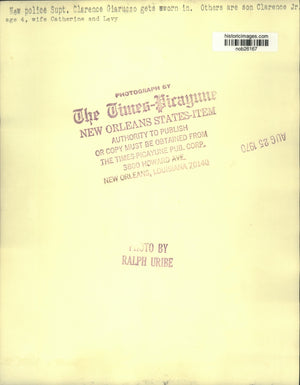 New police Supt. Clarence Giarusso gets sworn in. Others are son Clarence Jr.
age 4, wife Catherine and Levy
historicimages.com
nob26167
PHOTOGRAPH BY
The Times-Picayune
NEW ORLEANS STATES-ITEM
AUTHORITY TO PUBLISH
OR COPY MUST BE OBTAINED FROM
THE TIMES-PICAYUNE PUB. CORP.
3800 HOWARD AVE.
NEW ORLEANS, LOUISIANA 70140
AUG 25 1970
PHOTO BY
RALPH URIBE